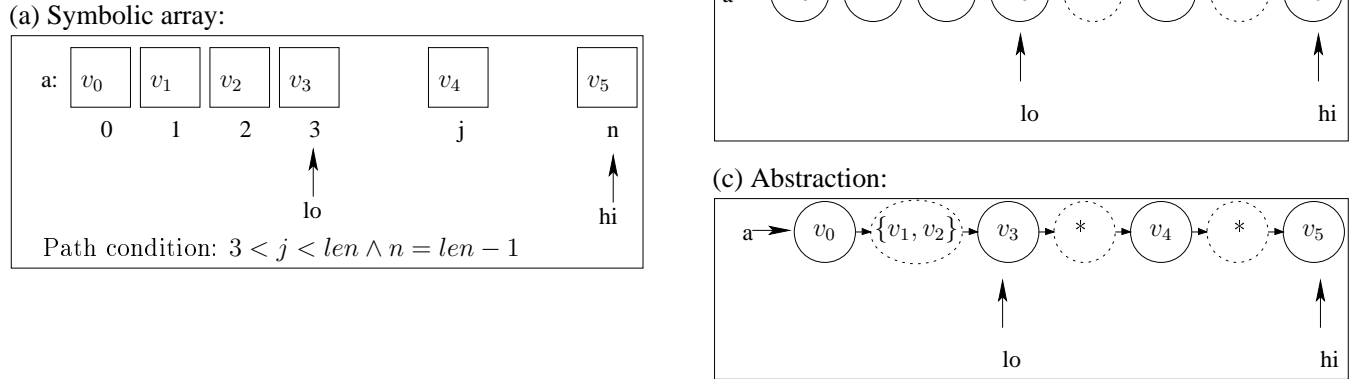 (a) Symbolic array:
a: v₀ v₁ v₂ v₃ v₄ v₅
0 1 2 3 j n
lo
hi
Path condition: 3 < j < len ∧ n = len − 1
lo hi
(c) Abstraction:
a v₀ {v₁, v₂} v₃ * v₄ * v₅
lo hi